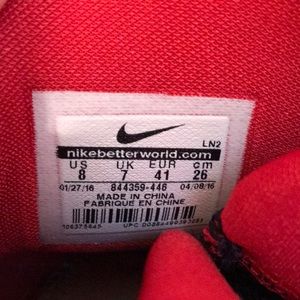 LN2
nikebetterworld.com
US UK EUR cm
8 7 41 26
01/27/16 844359-446 04/08/16
MADE IN CHINA
FABRIQUE EN CHINE